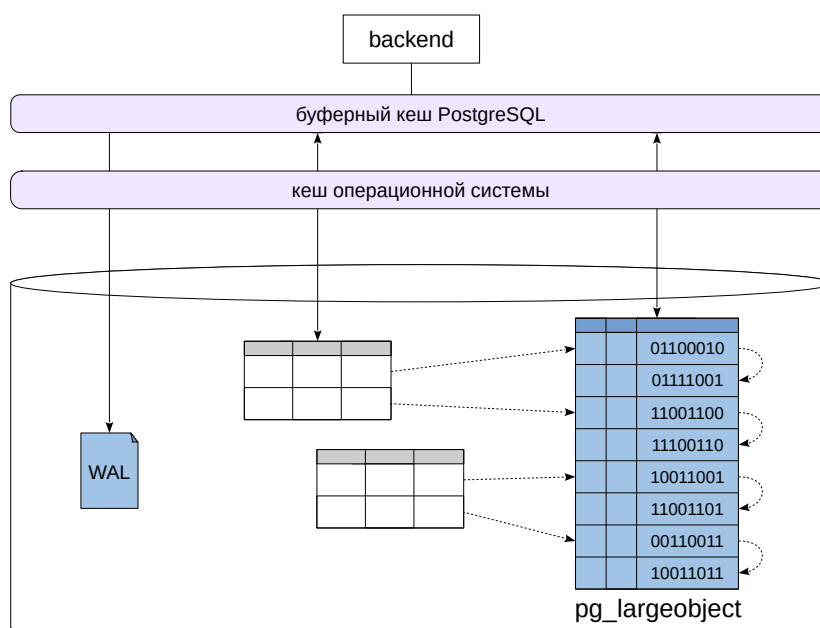 backend
буферный кеш PostgreSQL
кеш операционной системы
01100010
01111001
11001100
11100110
WAL
10011001
11001101
00110011
10011011
pg_largeobject